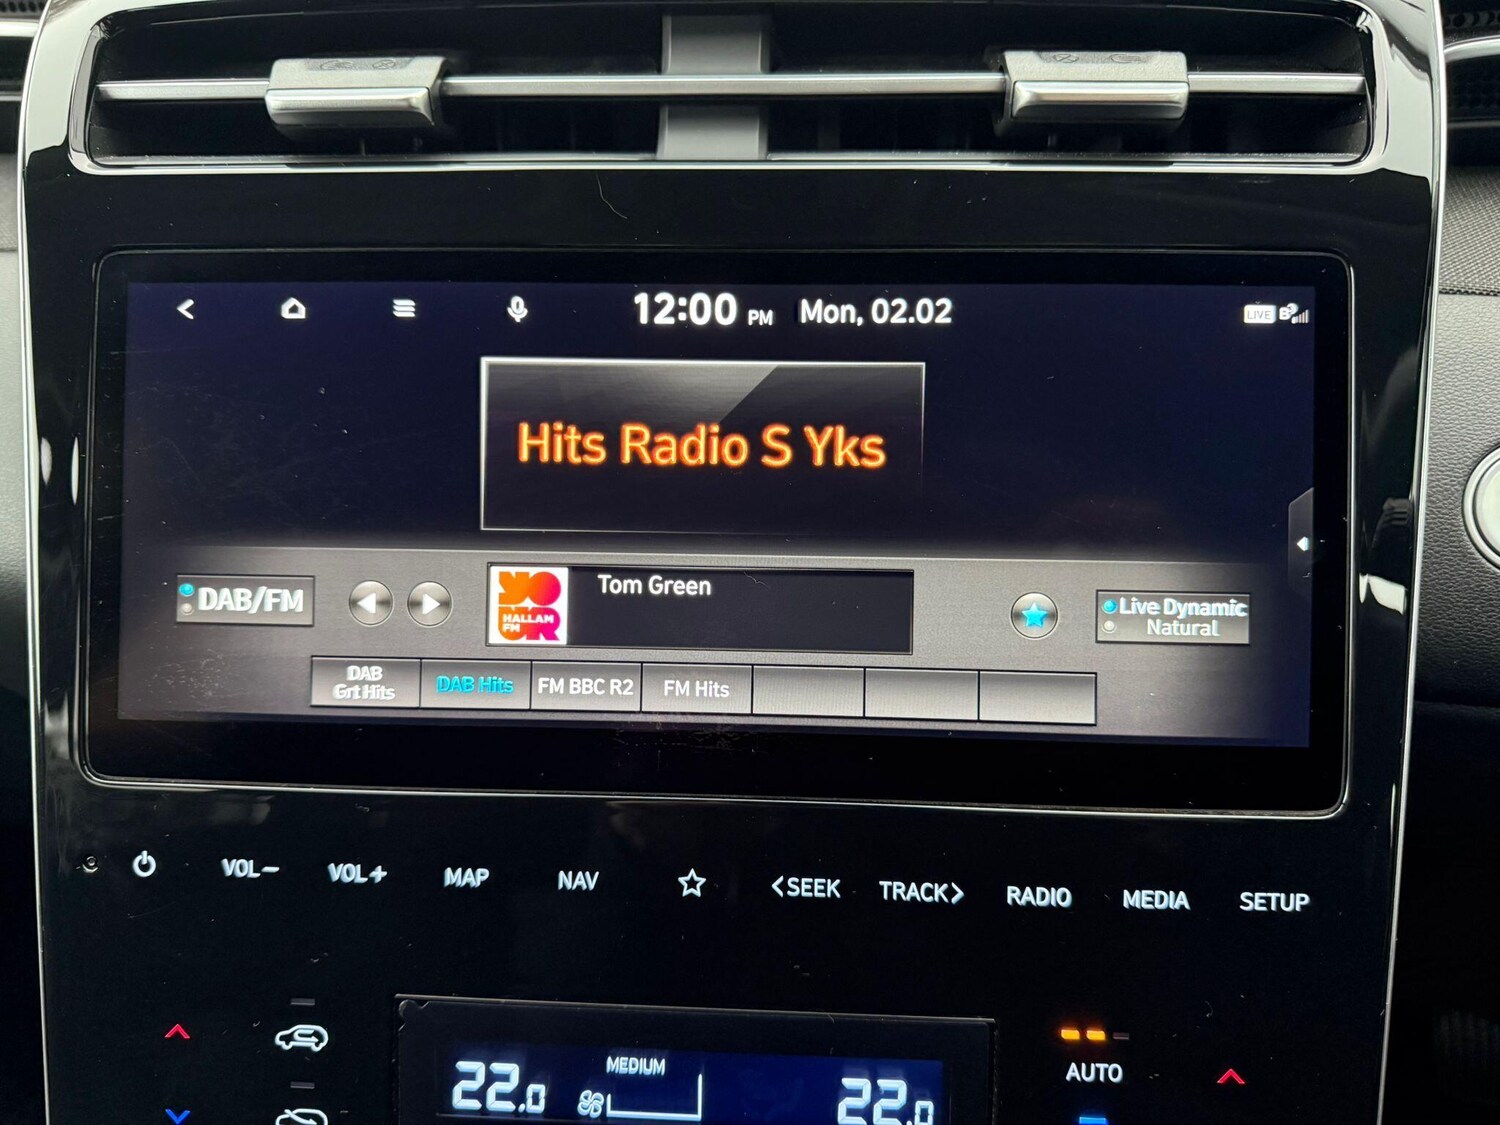 12:00 PM Mon, 02.02
LIVE
Hits Radio S Yks
DAB/FM
HALLAM
FM
Tom Green
Live Dynamic
Natural
DAB
Grt Hits
DAB Hits
FM BBC R2
FM Hits
VOL-
VOL+
MAP
NAV
<SEEK
TRACK>
RADIO
MEDIA
SETUP
22.0
MEDIUM
22.0
AUTO